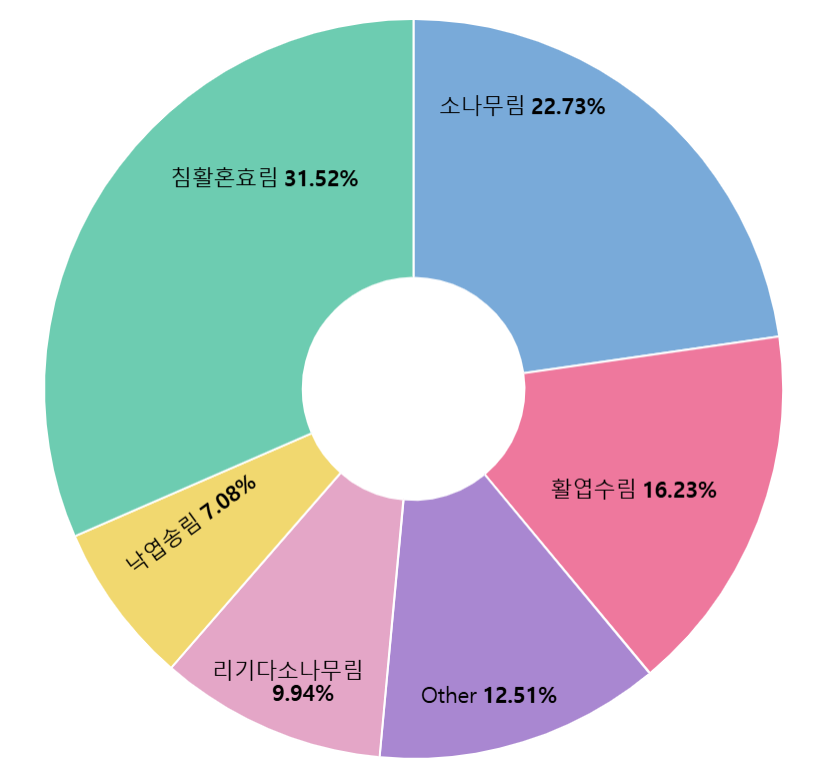 소나무림 22.73%
침활혼효림 31.52%
활엽수림 16.23%
낙엽송림 7.08%
리기다소나무림
9.94%
Other 12.51%